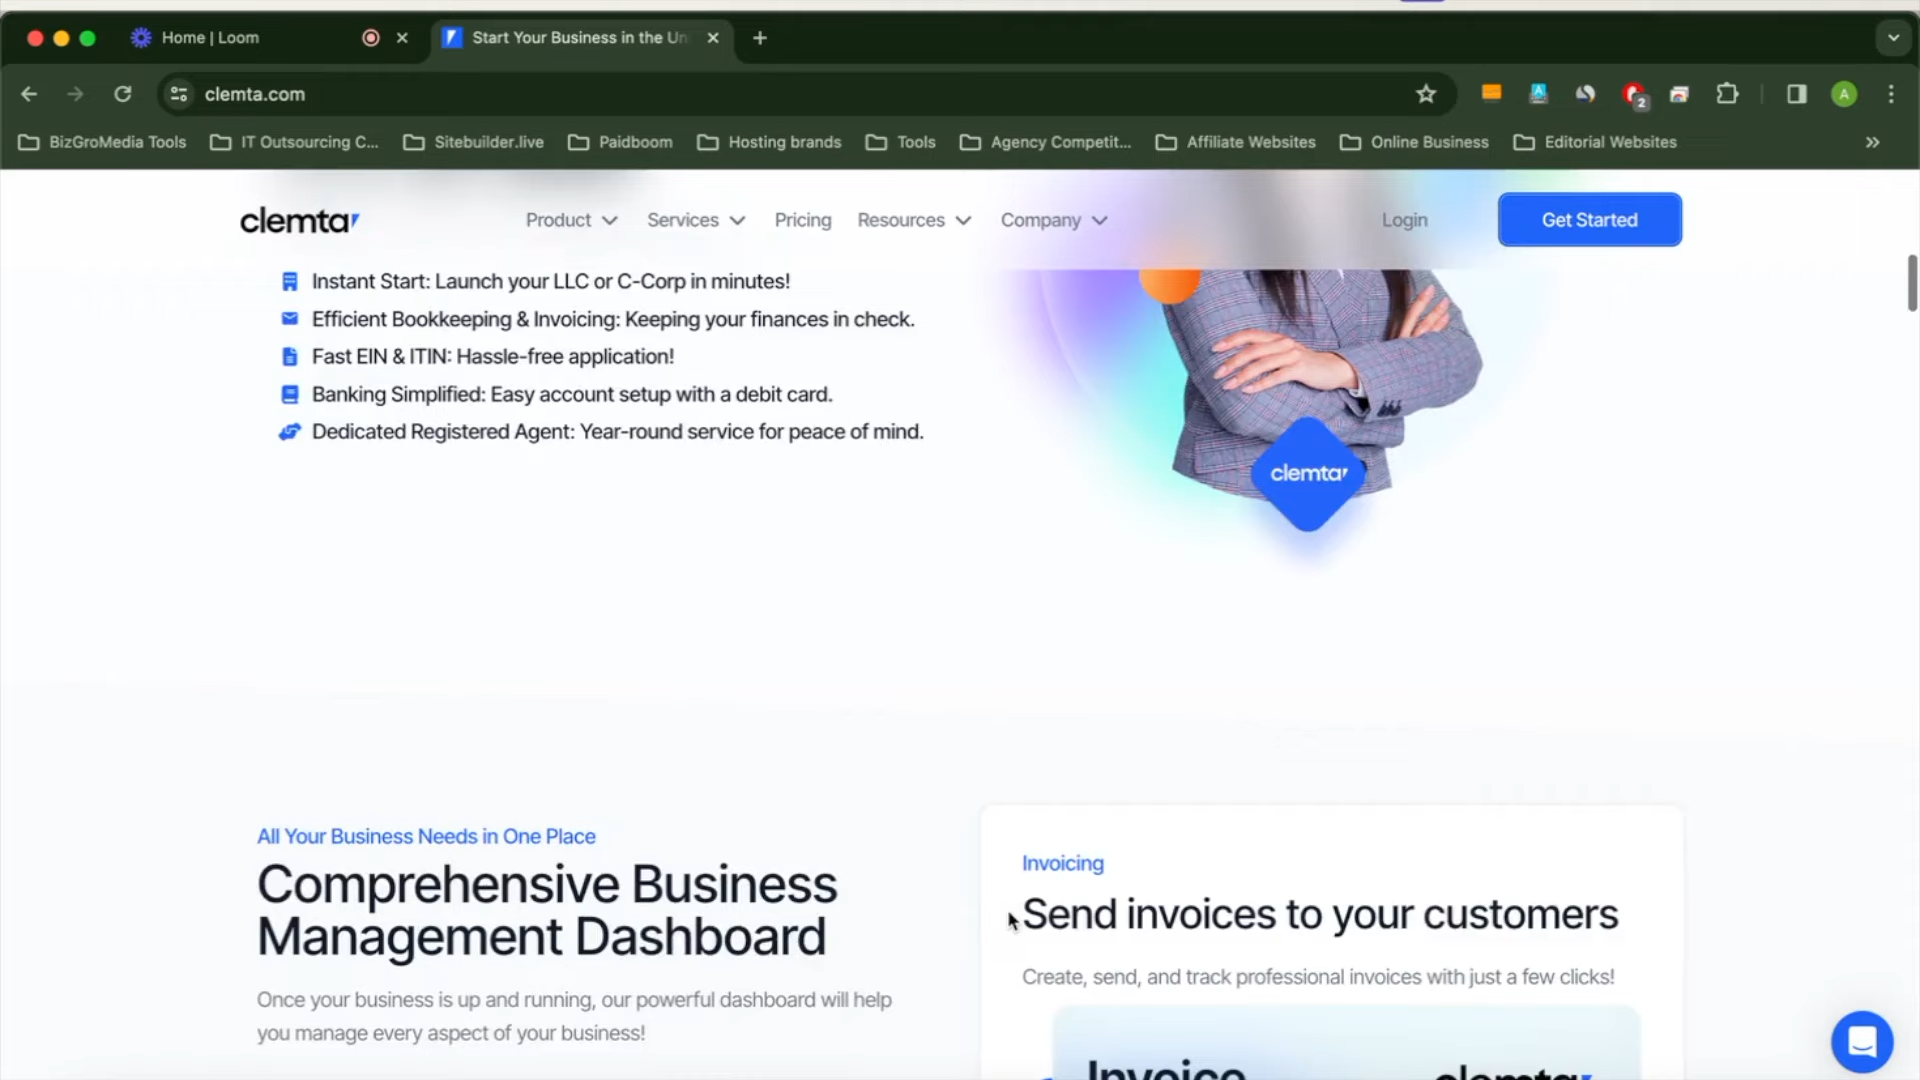 Home | Loom
Start Your Business in the Un
clemta.com
2
A
BizGroMedia Tools
IT Outsourcing C...
Sitebuilder.live
Paidboom
Hosting brands
Tools
Agency Competit...
Affiliate Websites
Online Business
Editorial Websites
clemta
Product
Services
Pricing
Resources
Company
Login
Get Started
Instant Start: Launch your LLC or C-Corp in minutes!
Efficient Bookkeeping & Invoicing: Keeping your finances in check.
Fast EIN & ITIN: Hassle-free application!
Banking Simplified: Easy account setup with a debit card.
Dedicated Registered Agent: Year-round service for peace of mind.
clemta
All Your Business Needs in One Place
Comprehensive Business
Management Dashboard
Once your business is up and running, our powerful dashboard will help
you manage every aspect of your business!
Invoicing
Send invoices to your customers
Create, send, and track professional invoices with just a few clicks!
Invoice
clemta